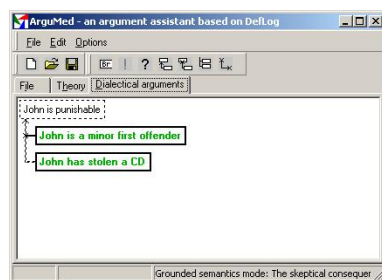 ArguMed - an argument assistant based on DefLog
File Edit Options
Br ! ?
File Theory Dialectical arguments
John is punishable
John is a minor first offender
John has stolen a CD
Grounded semantics mode: The skeptical consequer